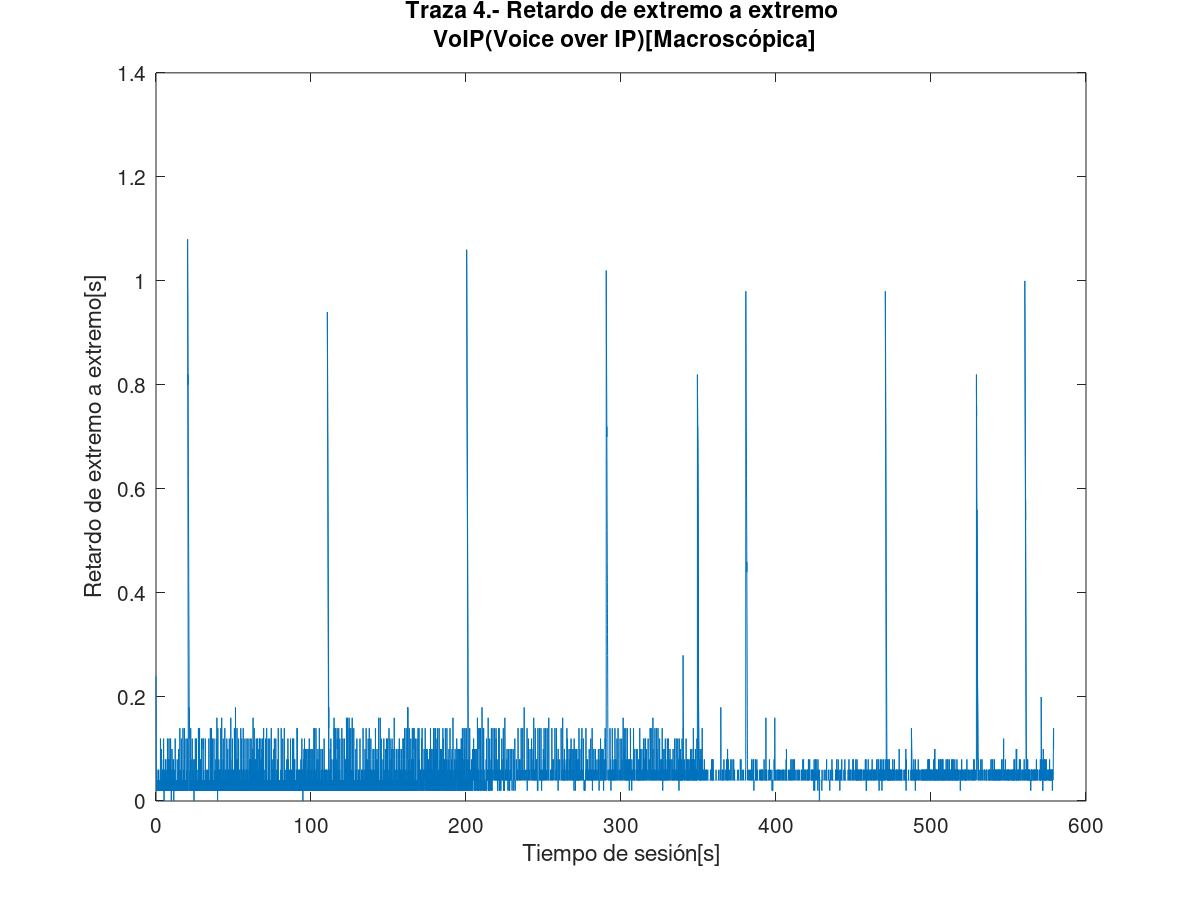 Traza 4.- Retardo de extremo a extremo
VoIP(Voice over IP)[Macroscópica]
1.4
1.2
1
0.8
0.6
0.4
0.2
0
Retardo de extremo a extremo[s]
0 100 200 300 400 500 600
Tiempo de sesión[s]